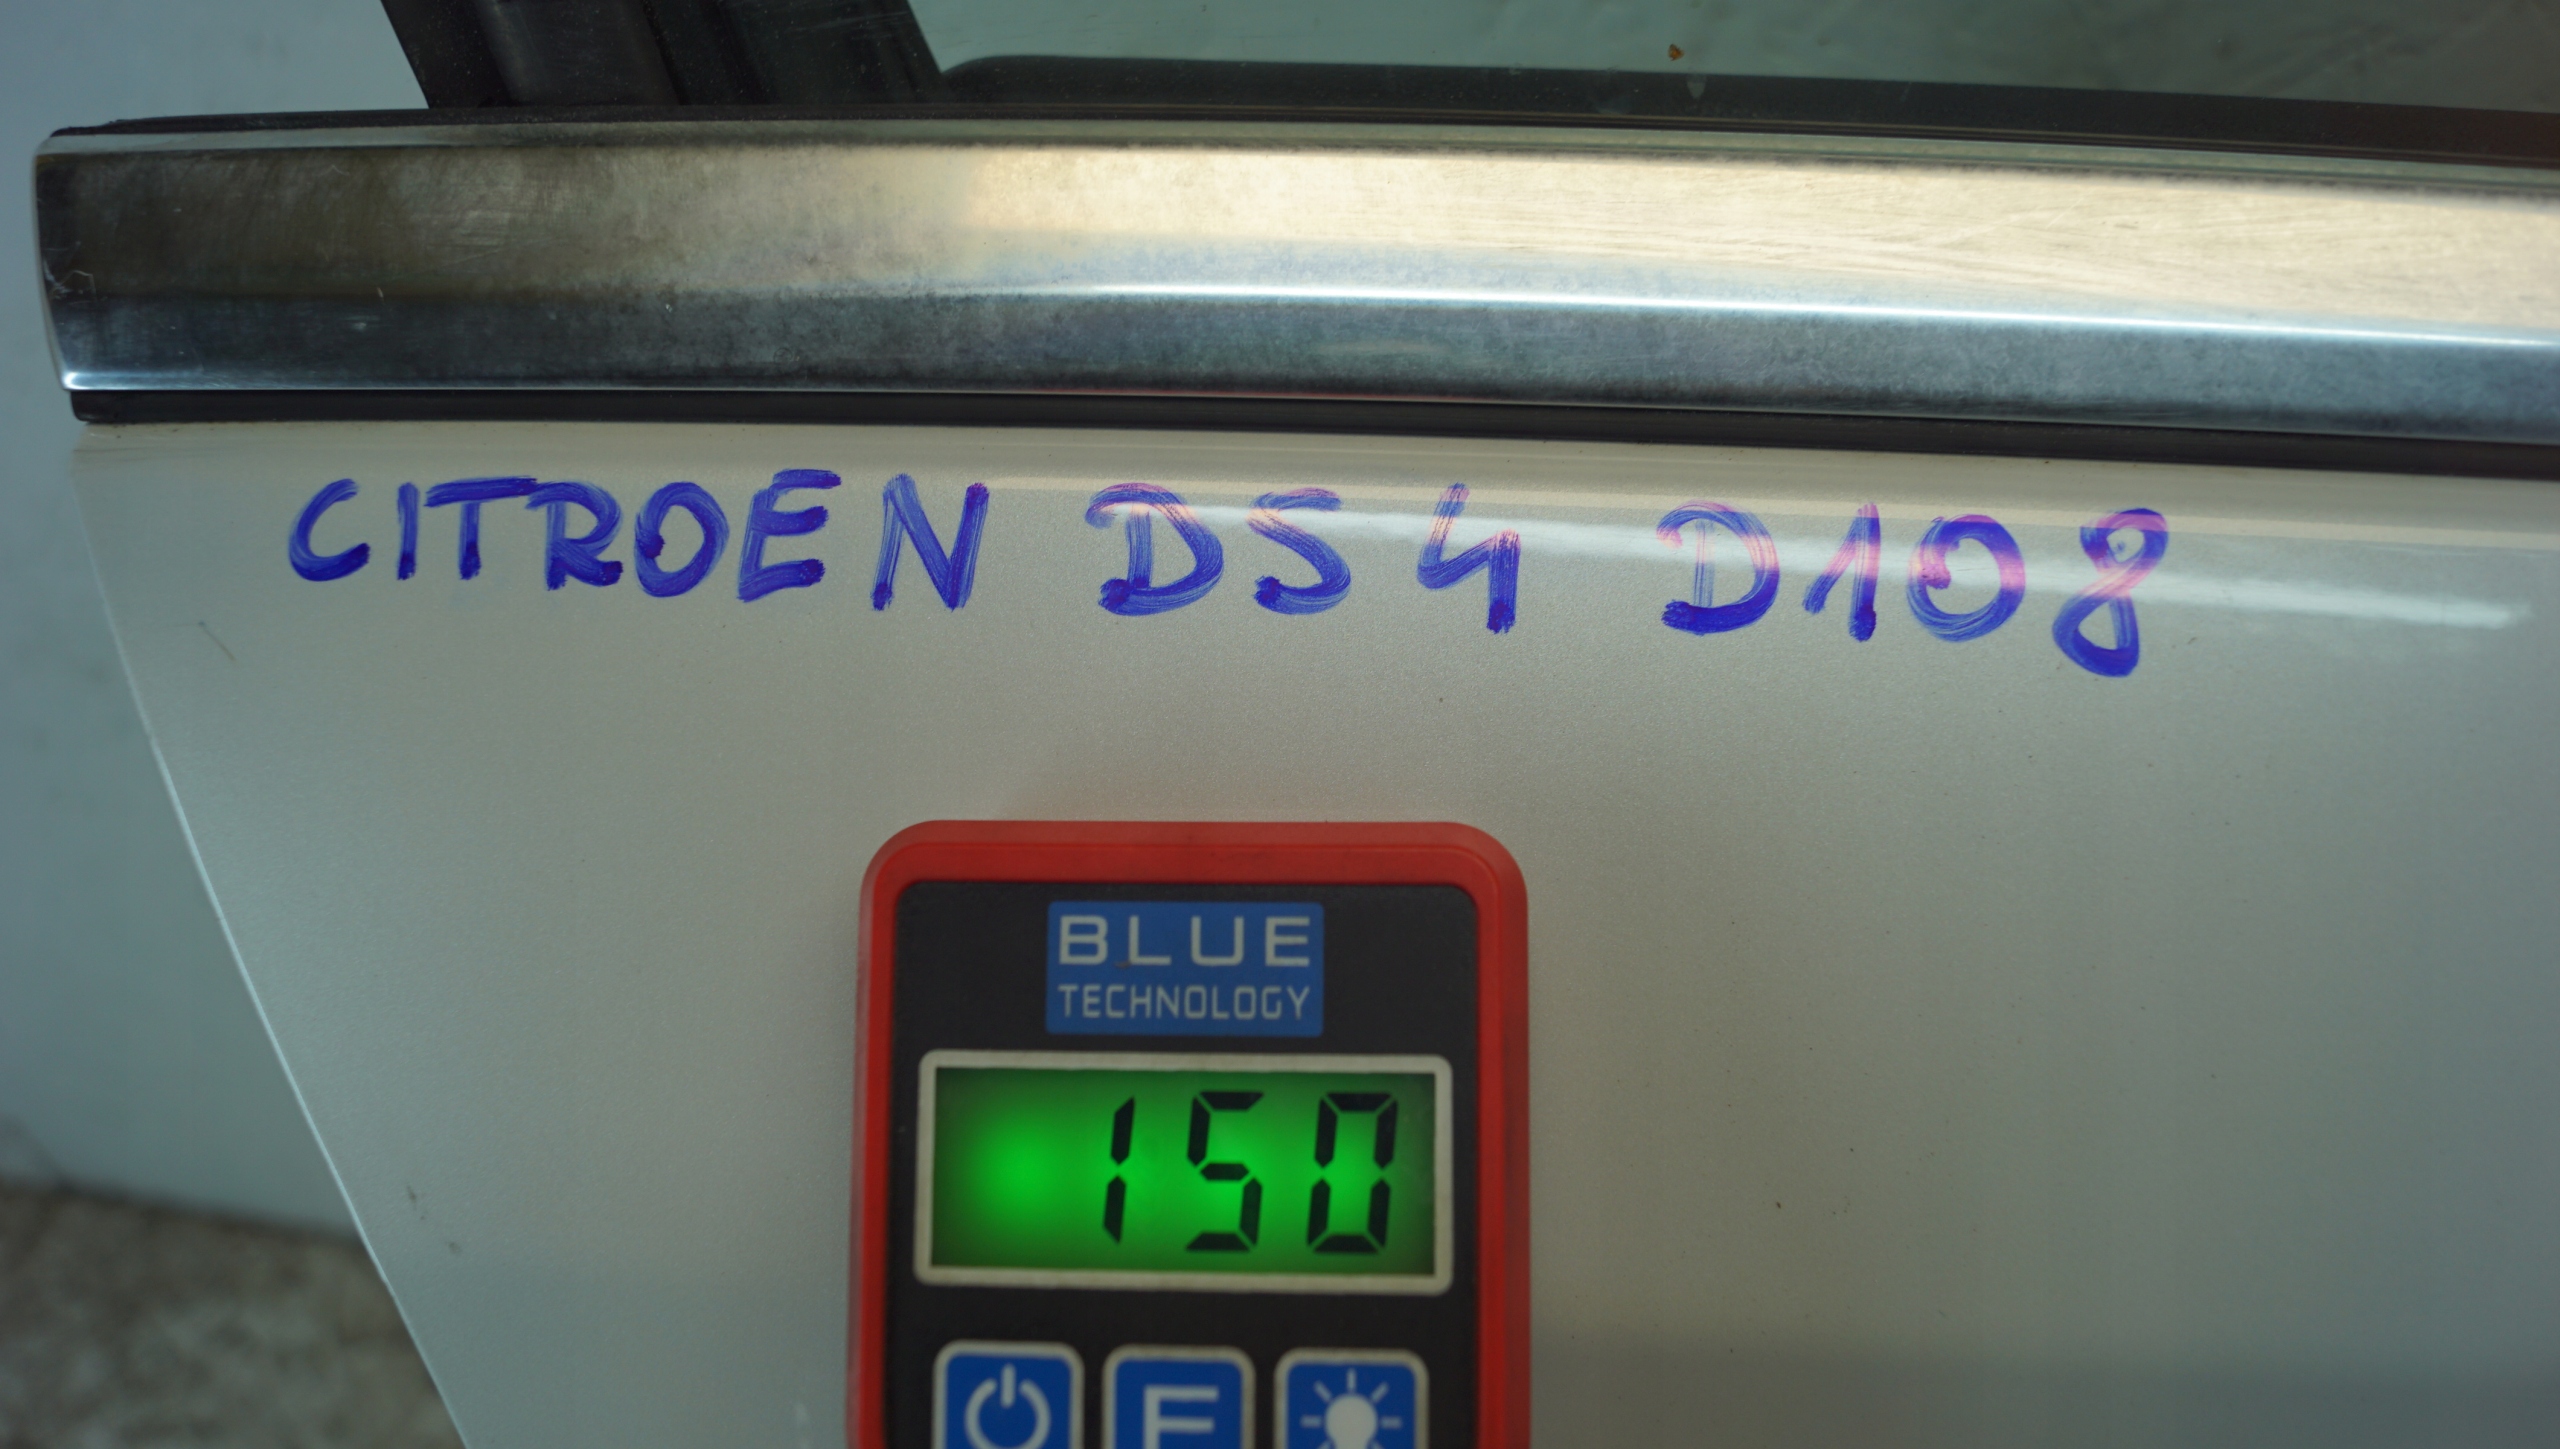 CITROEN DS4 D108
BLUE
TECHNOLOGY
150
F